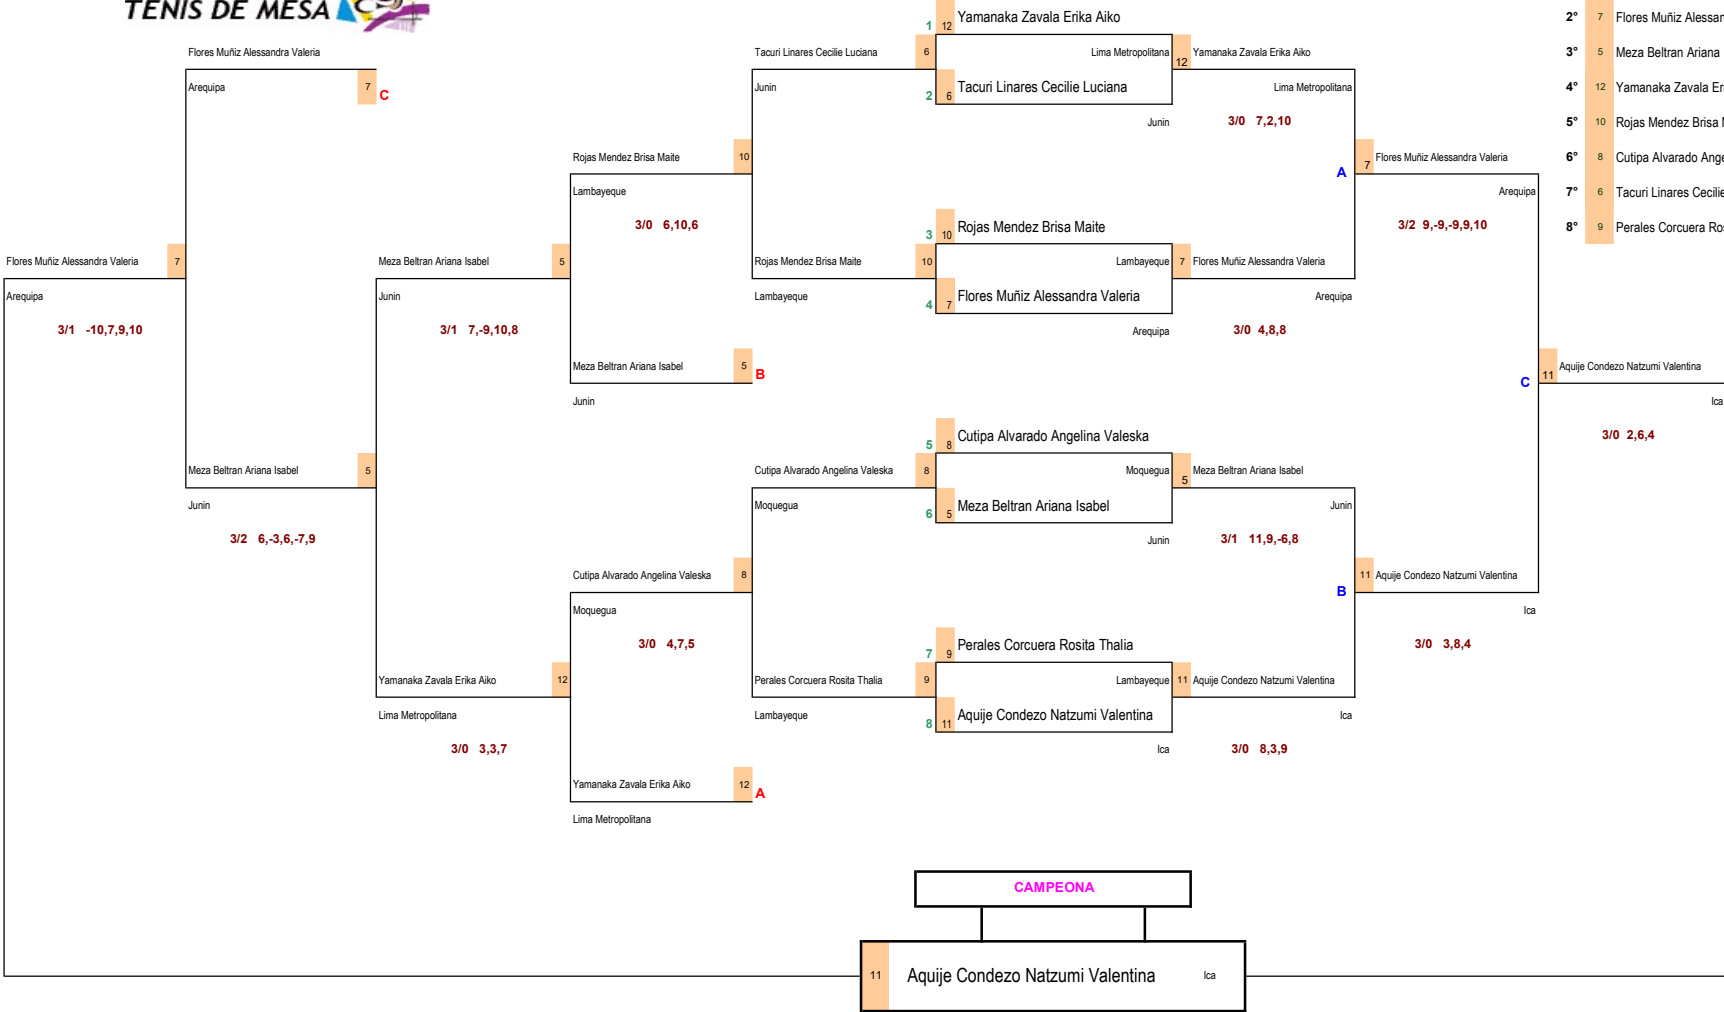 TENIS DE MESA
1 12 Yamanaka Zavala Erika Aiko
2° 7 Flores Muñiz Alessan
Flores Muñiz Alessandra Valeria
Tacuri Linares Cecilie Luciana 6
Lima Metropolitana 12 Yamanaka Zavala Erika Aiko
3° 5 Meza Beltran Ariana
Arequipa 7 C
Junin
2 6 Tacuri Linares Cecilie Luciana
Lima Metropolitana
4° 12 Yamanaka Zavala Er
Junin
3/0 7,2,10
5° 10 Rojas Mendez Brisa
Rojas Mendez Brisa Maite 10
7 Flores Muñiz Alessandra Valeria
6° 8 Cutipa Alvarado Ange
A
Lambayeque
Arequipa
7° 6 Tacuri Linares Cecilie
3/0 6,10,6
3 10 Rojas Mendez Brisa Maite
3/2 9,-9,-9,9,10
8° 9 Perales Corcuera Ros
Flores Muñiz Alessandra Valeria 7
Meza Beltran Ariana Isabel 5
Rojas Mendez Brisa Maite 10
Lambayeque 7 Flores Muñiz Alessandra Valeria
Arequipa
Junin
Lambayeque
4 7 Flores Muñiz Alessandra Valeria
Arequipa
3/1 -10,7,9,10
3/1 7,-9,10,8
Arequipa
3/0 4,8,8
Meza Beltran Ariana Isabel 5 B
11 Aquije Condezo Natzumi Valentina
C
Junin
Ica
5 8 Cutipa Alvarado Angelina Valeska
3/0 2,6,4
Meza Beltran Ariana Isabel 5
Cutipa Alvarado Angelina Valeska 8
Moquegua 5 Meza Beltran Ariana Isabel
Junin
Moquegua
6 5 Meza Beltran Ariana Isabel
Junin
3/2 6,-3,6,-7,9
Junin
3/1 11,9,-6,8
Cutipa Alvarado Angelina Valeska 8
11 Aquije Condezo Natzumi Valentina
B
Moquegua
Ica
3/0 4,7,5
7 9 Perales Corcuera Rosita Thalia
3/0 3,8,4
Yamanaka Zavala Erika Aiko 12
Perales Corcuera Rosita Thalia 9
Lambayeque 11 Aquije Condezo Natzumi Valentina
Lima Metropolitana
Lambayeque
8 11 Aquije Condezo Natzumi Valentina
Ica
3/0 3,3,7
Ica
3/0 8,3,9
Yamanaka Zavala Erika Aiko 12 A
Lima Metropolitana
CAMPEONA
11 Aquije Condezo Natzumi Valentina Ica